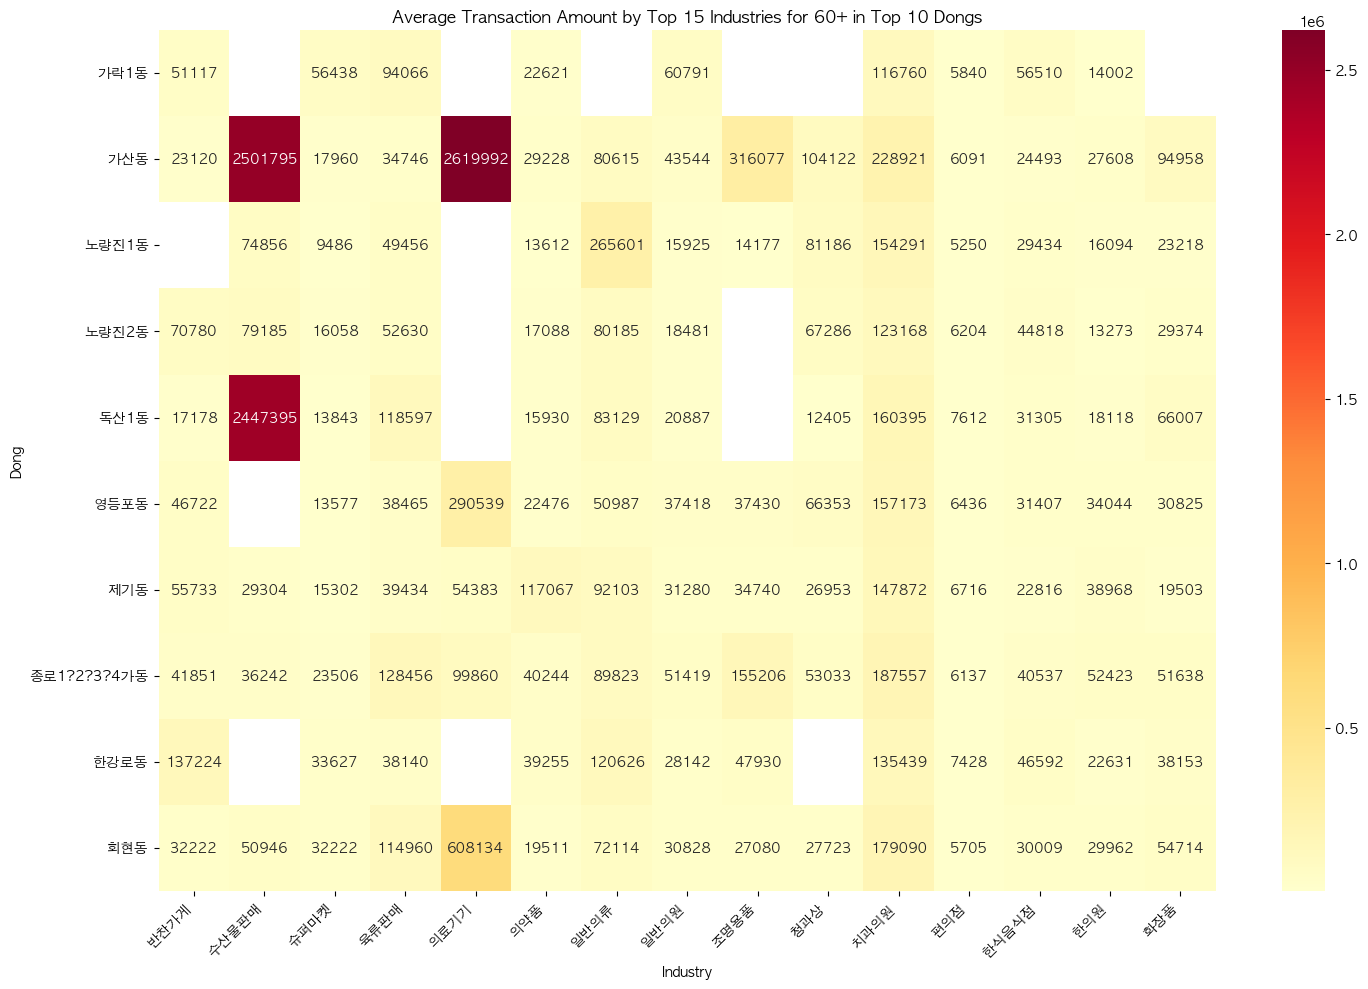 Average Transaction Amount by Top 15 Industries for 60+ in Top 10 Dongs
1e6
가락1동 51117 56438 94066 22621 60791 116760 5840 56510 14002
가산동 23120 2501795 17960 34746 2619992 29228 80615 43544 316077 104122 228921 6091 24493 27608 94958
노량진1동 74856 9486 49456 13612 265601 15925 14177 81186 154291 5250 29434 16094 23218
노량진2동 70780 79185 16058 52630 17088 80185 18481 67286 123168 6204 44818 13273 29374
독산1동 17178 2447395 13843 118597 15930 83129 20887 12405 160395 7612 31305 18118 66007
영등포동 46722 13577 38465 290539 22476 50987 37418 37430 66353 157173 6436 31407 34044 30825
제기동 55733 29304 15302 39434 54383 117067 92103 31280 34740 26953 147872 6716 22816 38968 19503
종로1?2?3?4가동 41851 36242 23506 128456 99860 40244 89823 51419 155206 53033 187557 6137 40537 52423 51638
한강로동 137224 33627 38140 39255 120626 28142 47930 135439 7428 46592 22631 38153
회현동 32222 50946 32222 114960 608134 19511 72114 30828 27080 27723 179090 5705 30009 29962 54714
Dong
반찬가게 수산물판매 슈퍼마켓 육류판매 의료기기 의약품 일반의류 일반의원 조명용품 청과상 치과의원 편의점 한식음식점 한의원 화장품
Industry
2.5
2.0
1.5
1.0
0.5